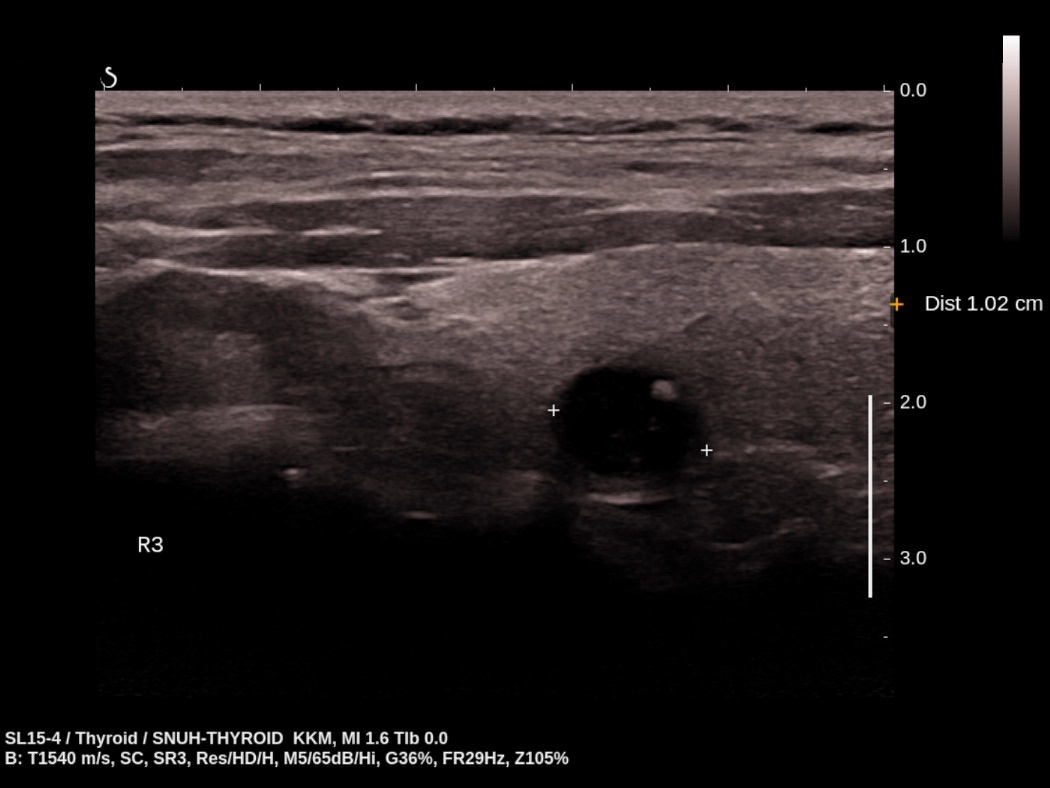 S
0.0
1.0
Dist 1.02 cm
2.0
R3
3.0
SL15-4 / Thyroid / SNUH-THYROID  KKM, MI 1.6 TIb 0.0
B: T1540 m/s, SC, SR3, Res/HD/H, M5/65dB/Hi, G36%, FR29Hz, Z105%